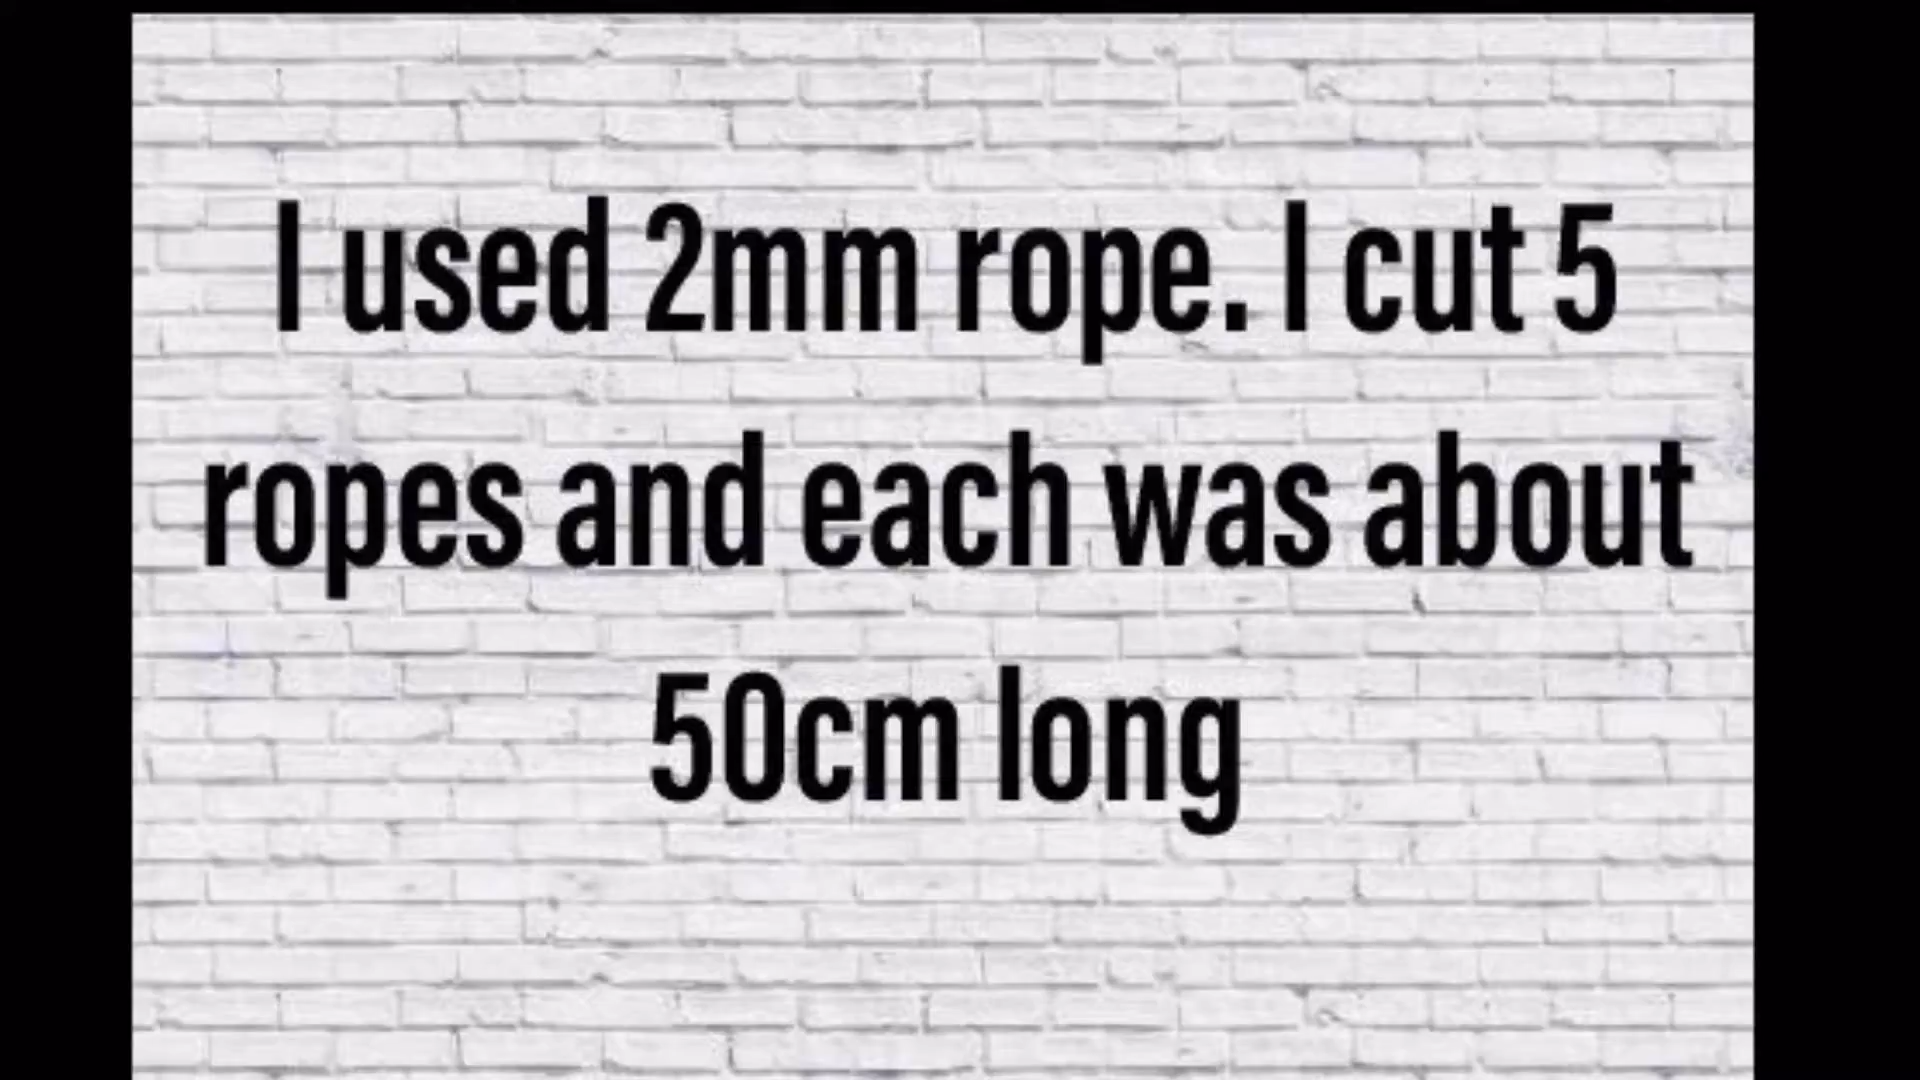 I used 2mm rope. I cut 5
ropes and each was about
50cm long